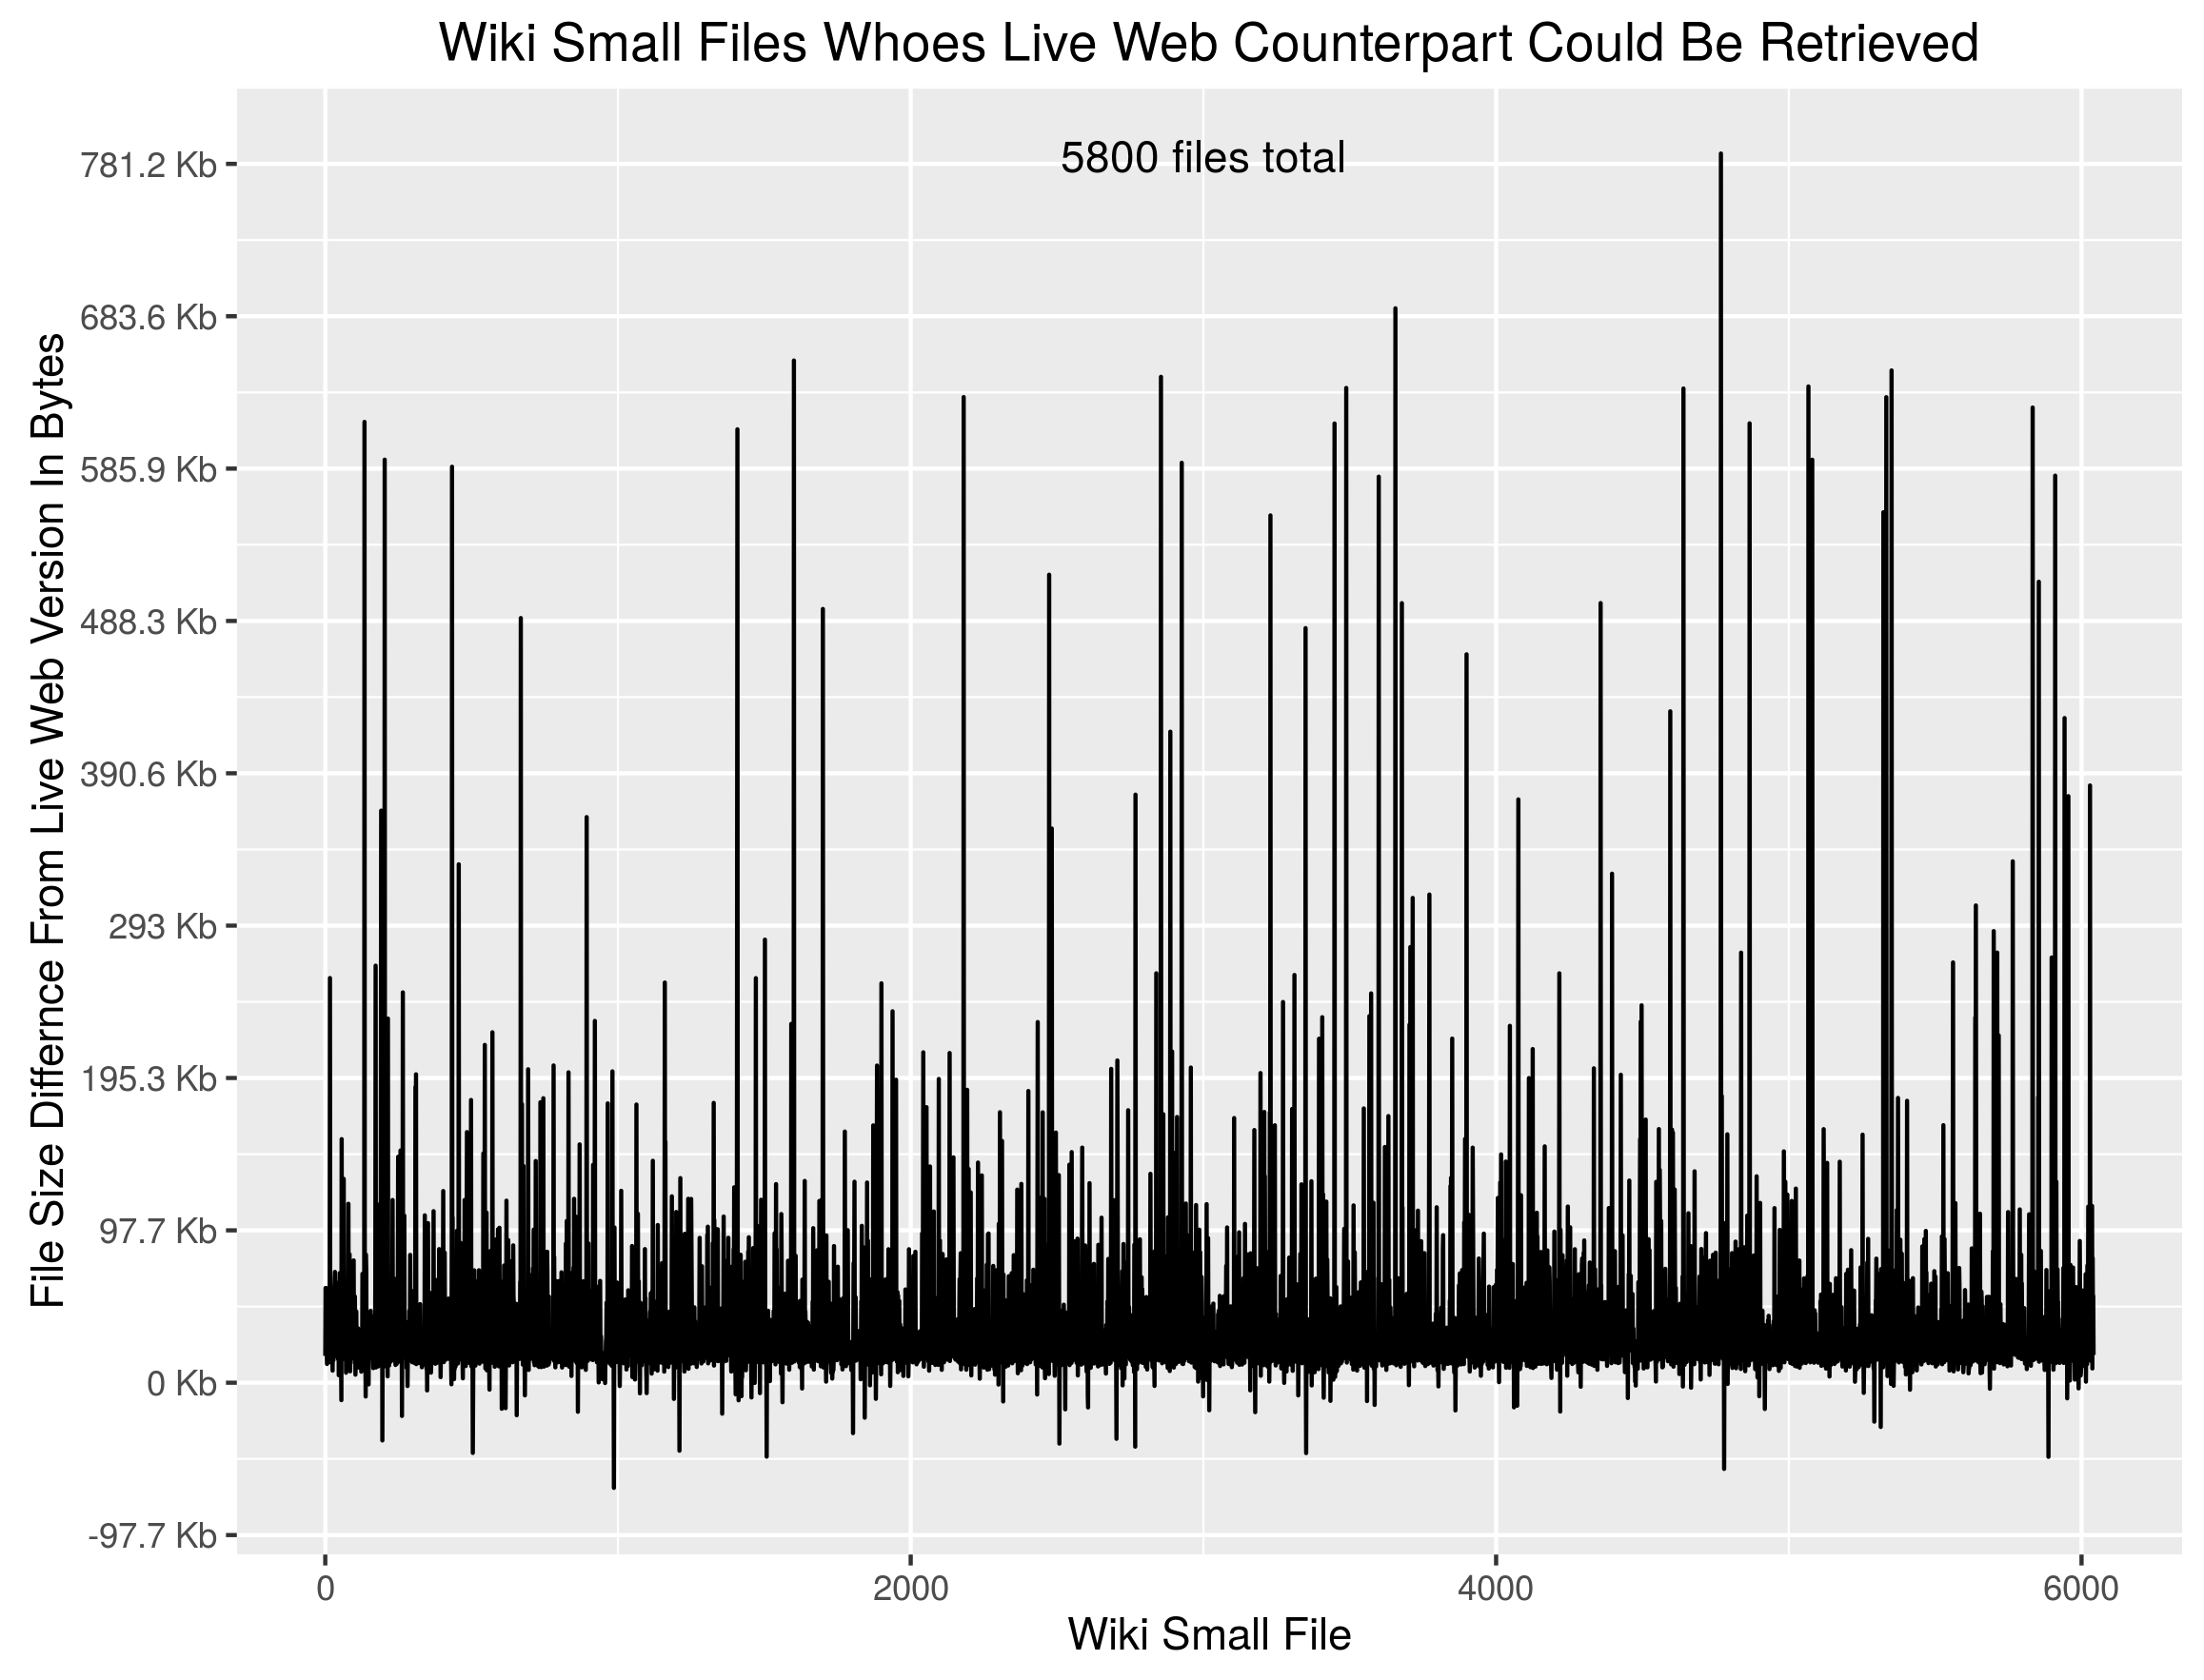 Wiki Small Files Whoes Live Web Counterpart Could Be Retrieved
5800 files total
File Size Differnce From Live Web Version In Bytes
781.2 Kb
683.6 Kb
585.9 Kb
488.3 Kb
390.6 Kb
293 Kb
195.3 Kb
97.7 Kb
0 Kb
-97.7 Kb
0
2000
4000
6000
Wiki Small File